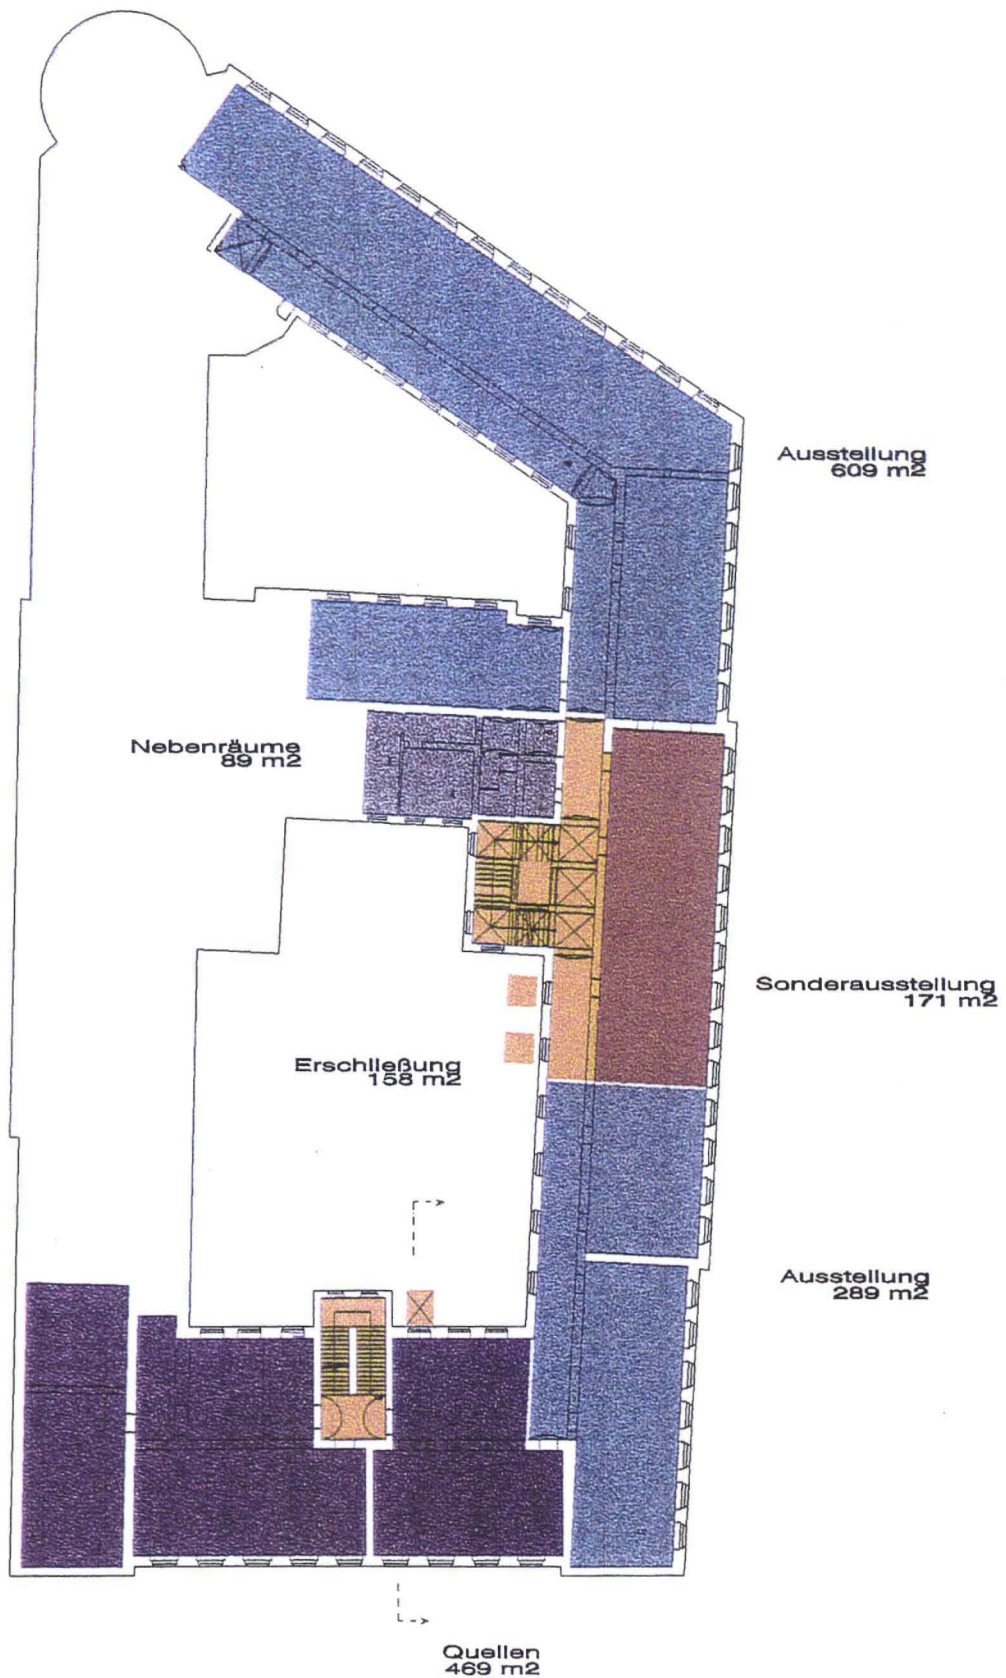 Ausstellung
609 m2
Nebenräume
89 m2
Sonderausstellung
171 m2
Erschließung
158 m2
Ausstellung
289 m2
Quellen
469 m2